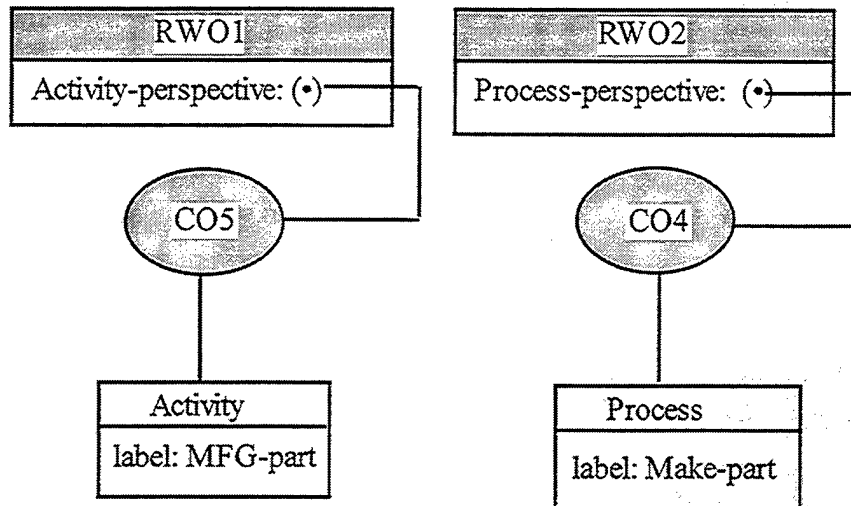 RWO1
Activity-perspective: (•)
CO5
Activity
label: MFG-part
RWO2
Process-perspective: (•)
CO4
Process
label: Make-part